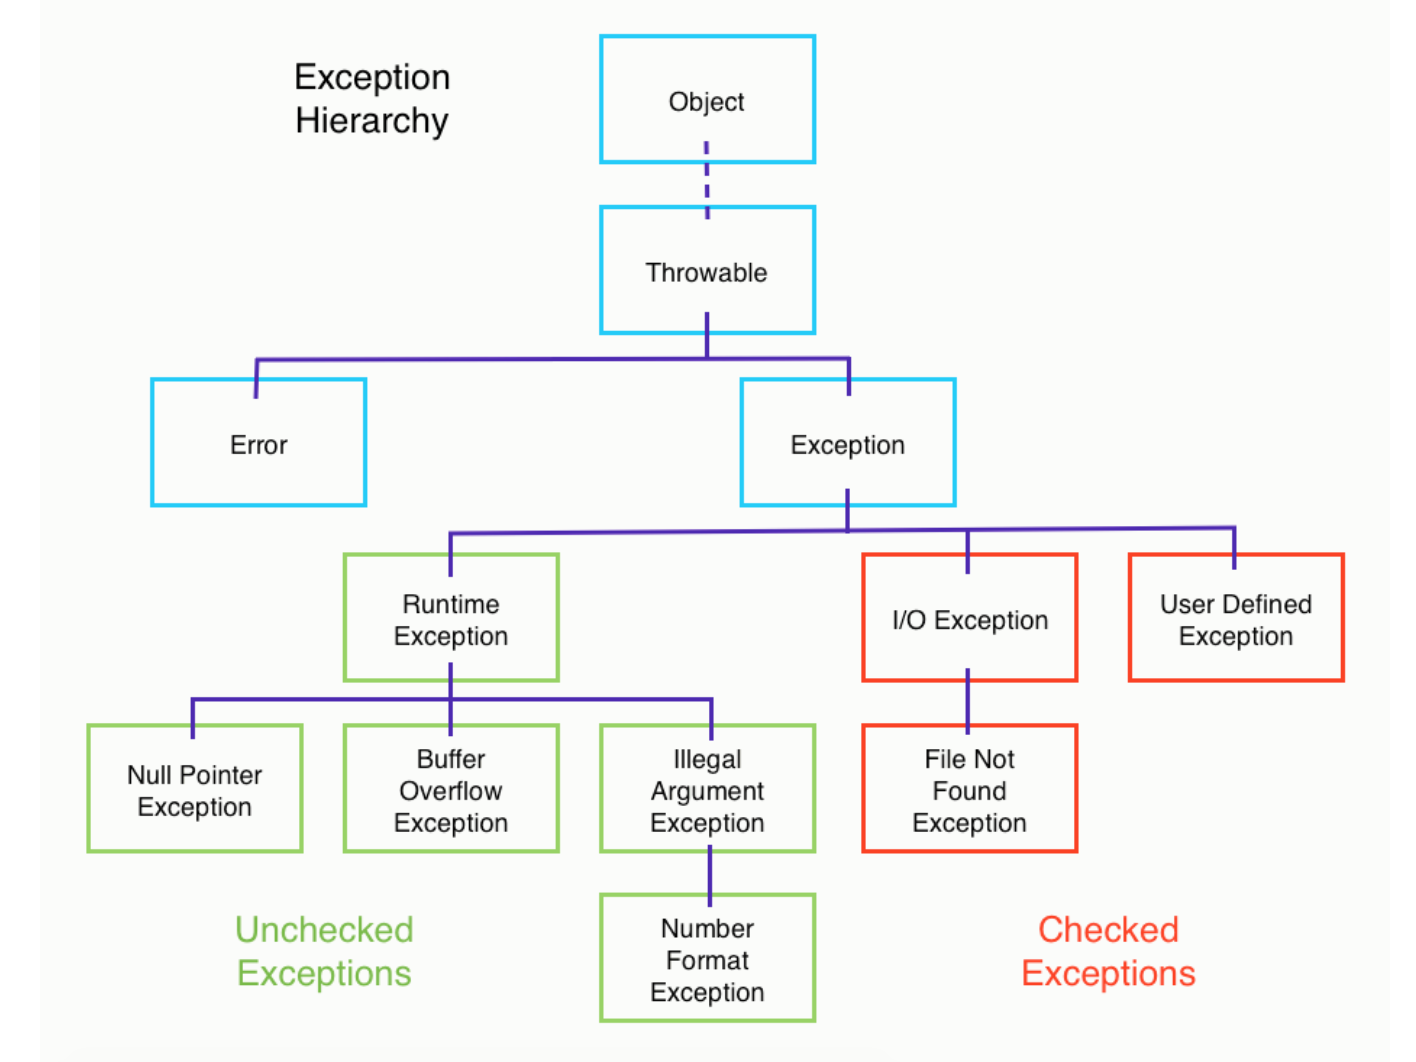 Exception
Hierarchy
Object
Throwable
Error
Exception
Runtime
Exception
I/O Exception
User Defined
Exception
Null Pointer
Exception
Buffer
Overflow
Exception
Illegal
Argument
Exception
File Not
Found
Exception
Unchecked
Exceptions
Number
Format
Exception
Checked
Exceptions